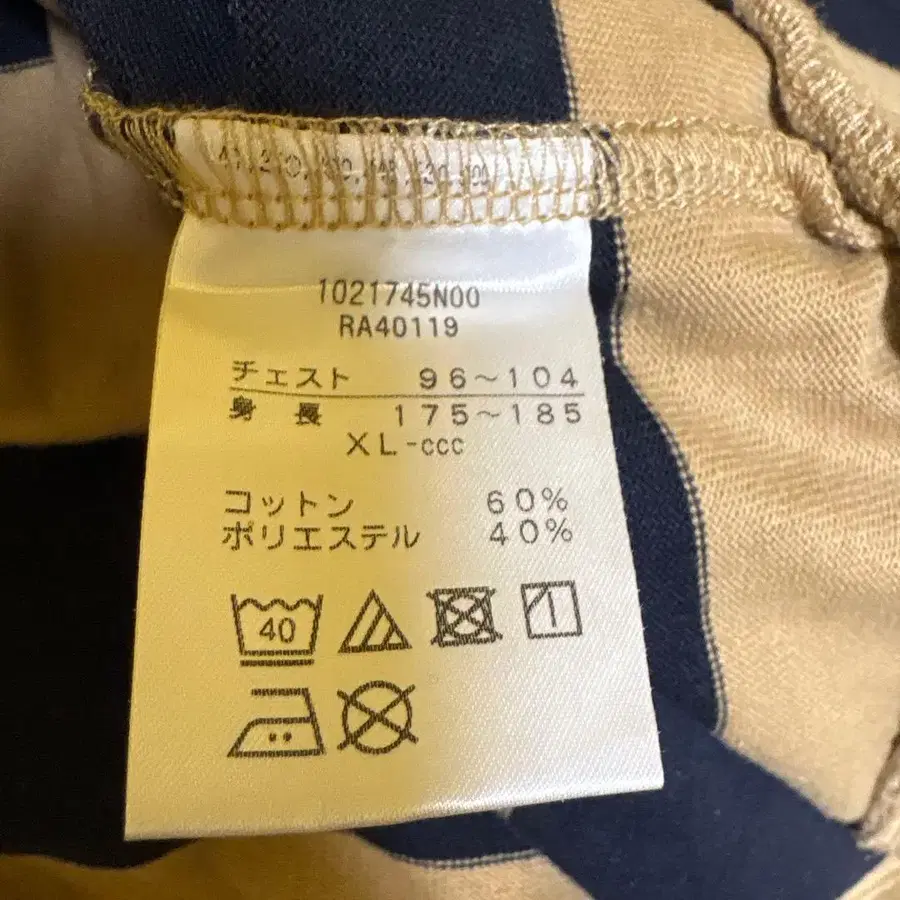 1021745N00
RA40119
チェスト 96～104
身長 175～185
XL-ccc
コットン 60%
ポリエステル 40%
40